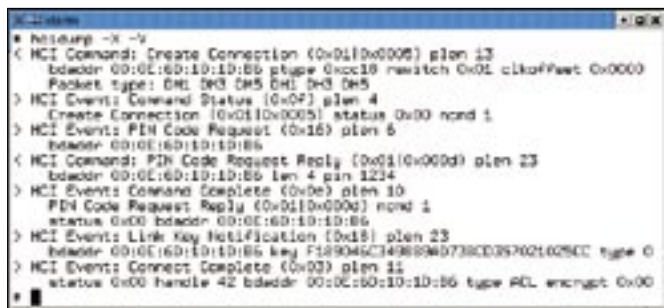 # hcidump -X -V
< HCI Command: Create Connection (0x01|0x0005) plen 13
bdaddr 00:0E:6D:10:1D:B6 ptype 0xcc18 rswitch 0x01 clkoffset 0x0000
Packet type: DM1 DM3 DM5 DH1 DH3 DH5
> HCI Event: Command Status (0x0f) plen 4
Create Connection (0x01|0x0005) status 0x00 ncmd 1
> HCI Event: PIN Code Request (0x16) plen 6
bdaddr 00:0E:6D:10:1D:B6
< HCI Command: PIN Code Request Reply (0x01|0x000d) plen 23
bdaddr 00:0E:6D:10:1D:B6 len 4 pin 1234
> HCI Event: Command Complete (0x0e) plen 10
PIN Code Request Reply (0x01|0x000d) ncmd 1
status 0x00 bdaddr 00:0E:6D:10:1D:B6
> HCI Event: Link Key Notification (0x18) plen 23
bdaddr 00:0E:6D:10:1D:B6 key type 0
> HCI Event: Connect Complete (0x03) plen 11
status 0x00 handle 42 bdaddr 00:0E:6D:10:1D:B6 type ACL encrypt 0x00
#